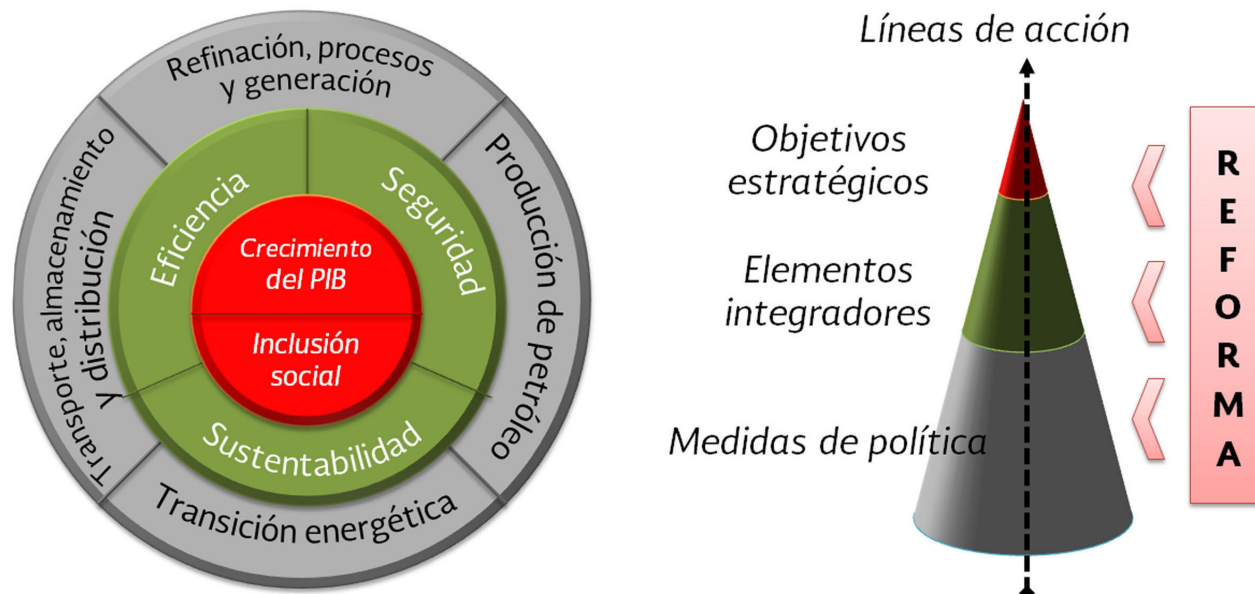 Refinación, procesos
y generación
Transporte, almacenamiento
y distribución
Producción de petróleo
Transición energética
Eficiencia
Seguridad
Sustentabilidad
Crecimiento
del PIB
Inclusión
social
Líneas de acción
Objetivos
estratégicos
Elementos
integradores
Medidas de política
R
E
F
O
R
M
A